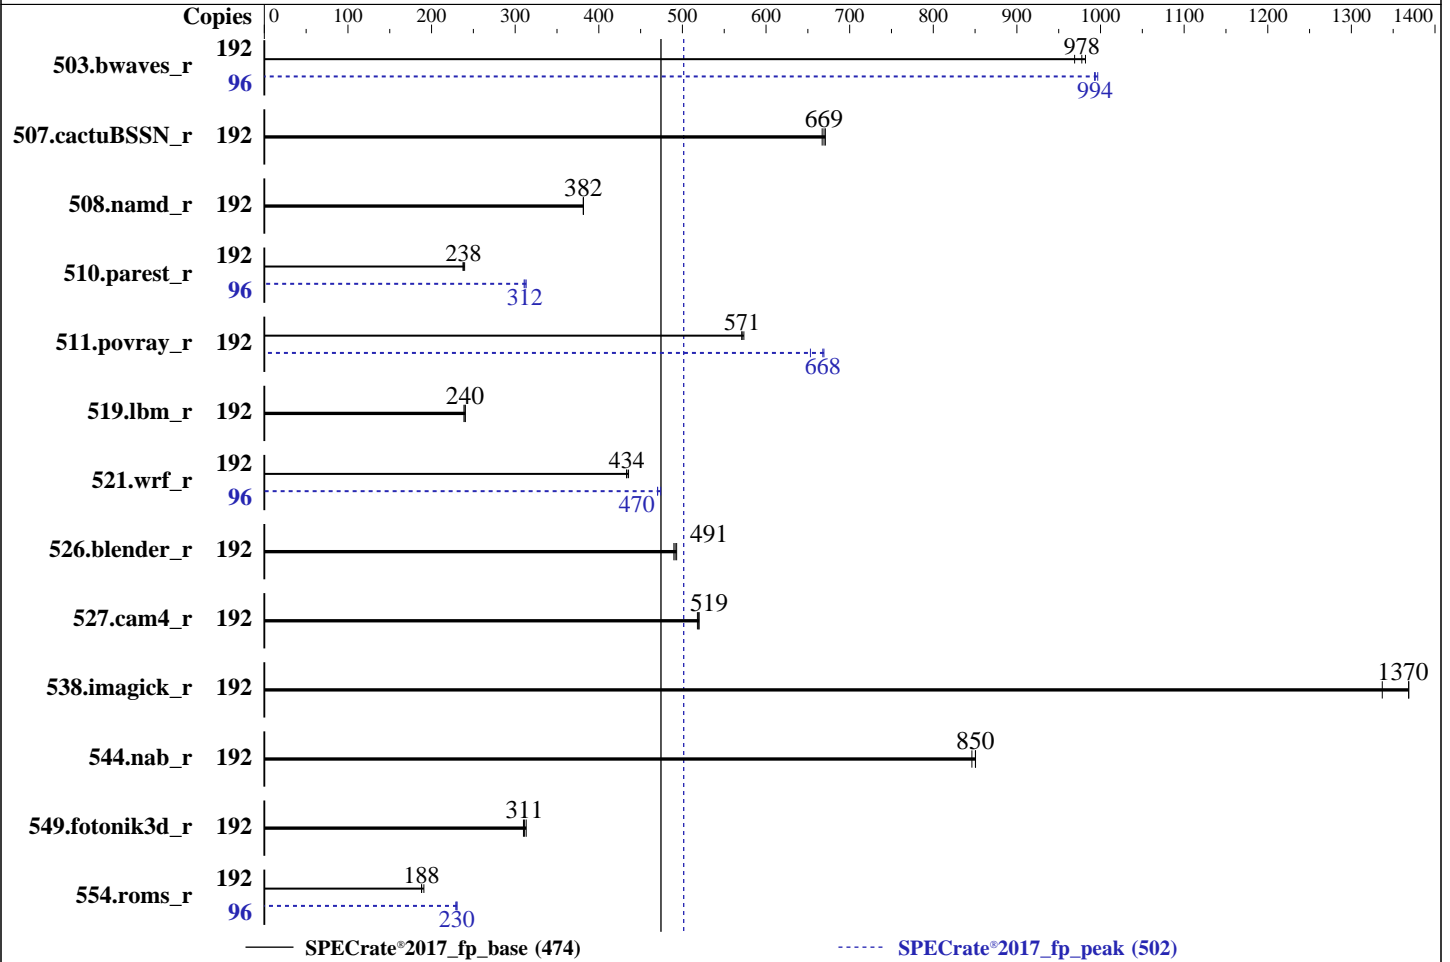 Copies 0 100 200 300 400 500 600 700 800 900 1000 1100 1200 1300 1400
503.bwaves_r 192 978
96 994
507.cactuBSSN_r 192 669
508.namd_r 192 382
510.parest_r 192 238
96 312
511.povray_r 192 571
668
519.lbm_r 192 240
521.wrf_r 192 434
96 470
526.blender_r 192 491
527.cam4_r 192 519
538.imagick_r 192 1370
544.nab_r 192 850
549.fotonik3d_r 192 311
554.roms_r 192 188
96 230
SPECrate®2017_fp_base (474) SPECrate®2017_fp_peak (502)